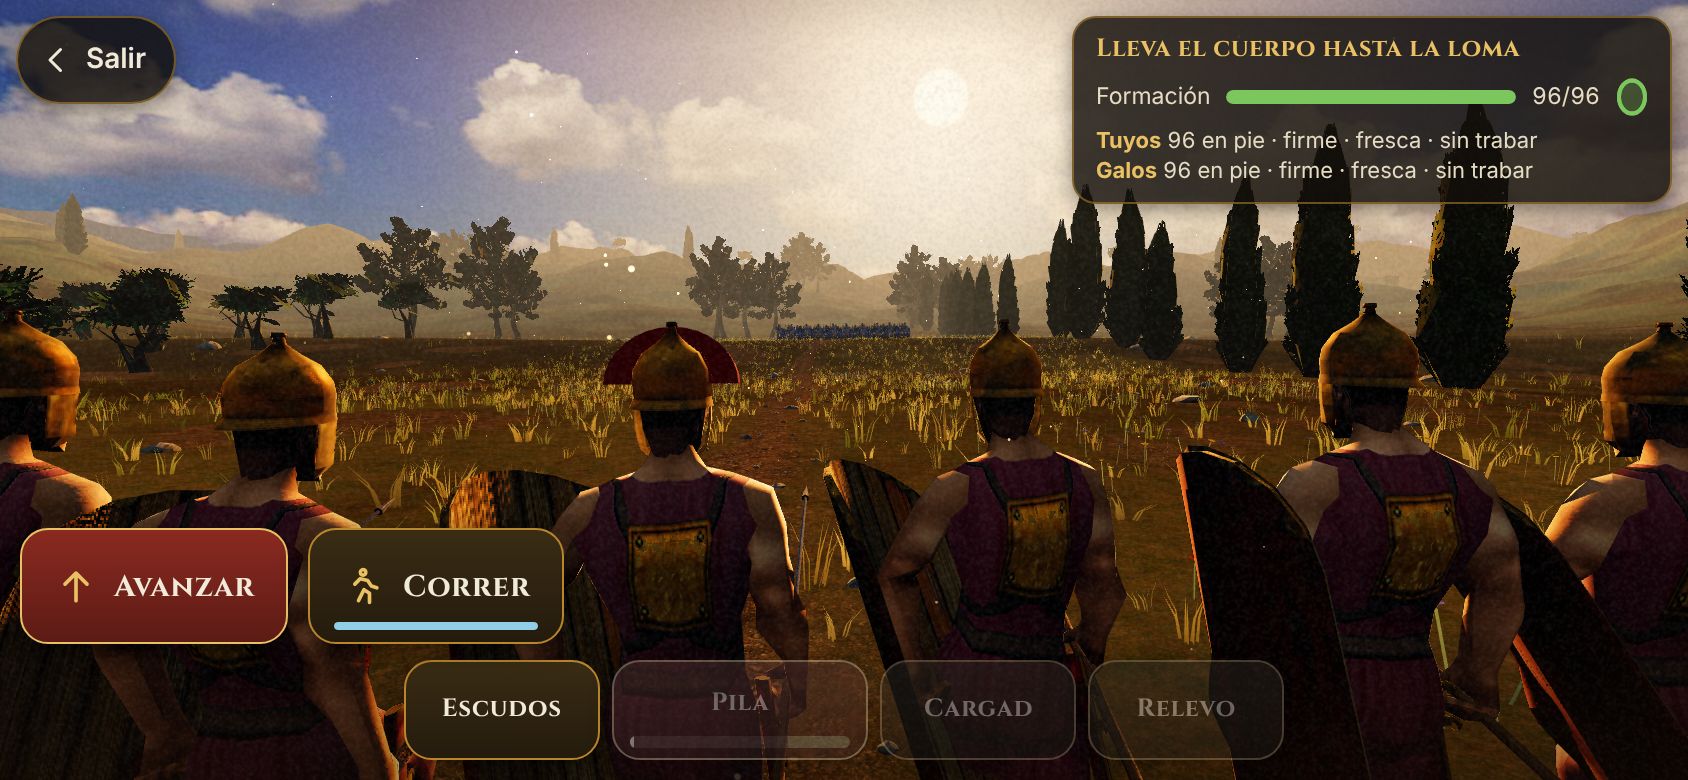 Salir
LLEVA EL CUERPO HASTA LA LOMA
Formación 96/96
Tuyos 96 en pie · firme · fresca · sin trabar
Galos 96 en pie · firme · fresca · sin trabar
AVANZAR
CORRER
ESCUDOS
PILA
CARGAD
RELEVO